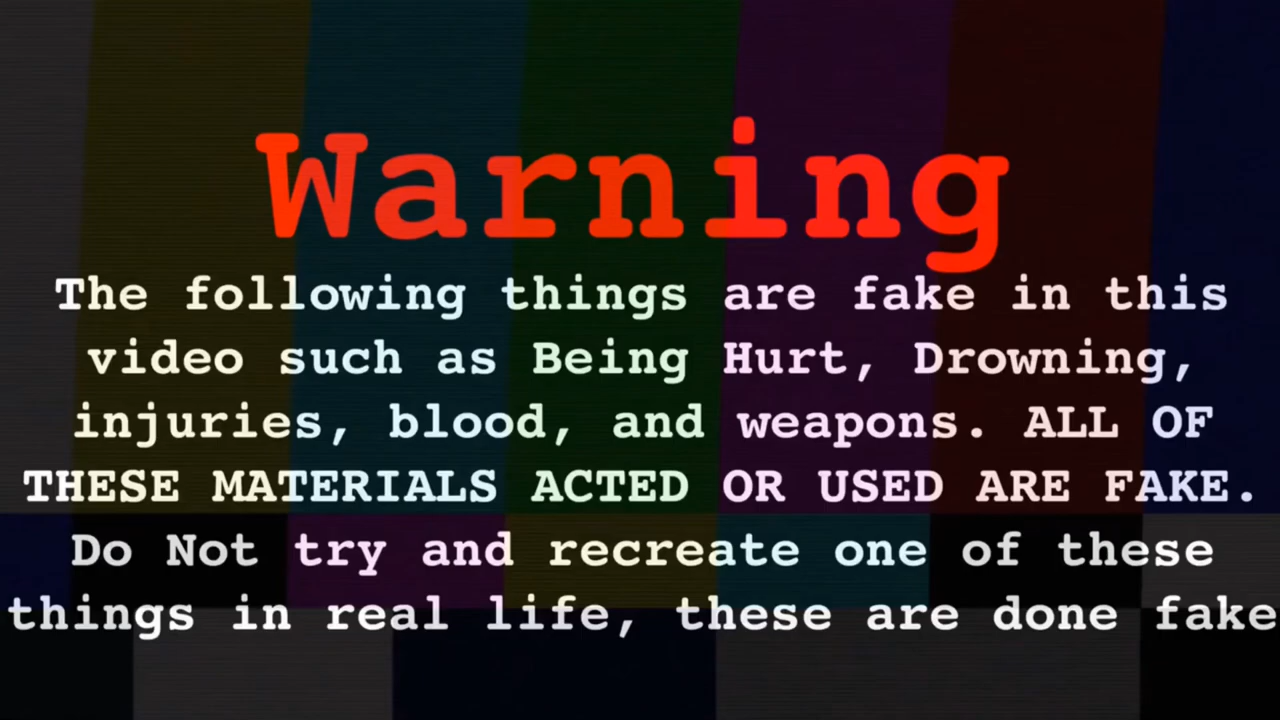 Warning
The following things are fake in this
video such as Being Hurt, Drowning,
injuries, blood, and weapons. ALL OF
THESE MATERIALS ACTED OR USED ARE FAKE.
Do Not try and recreate one of these
things in real life, these are done fake